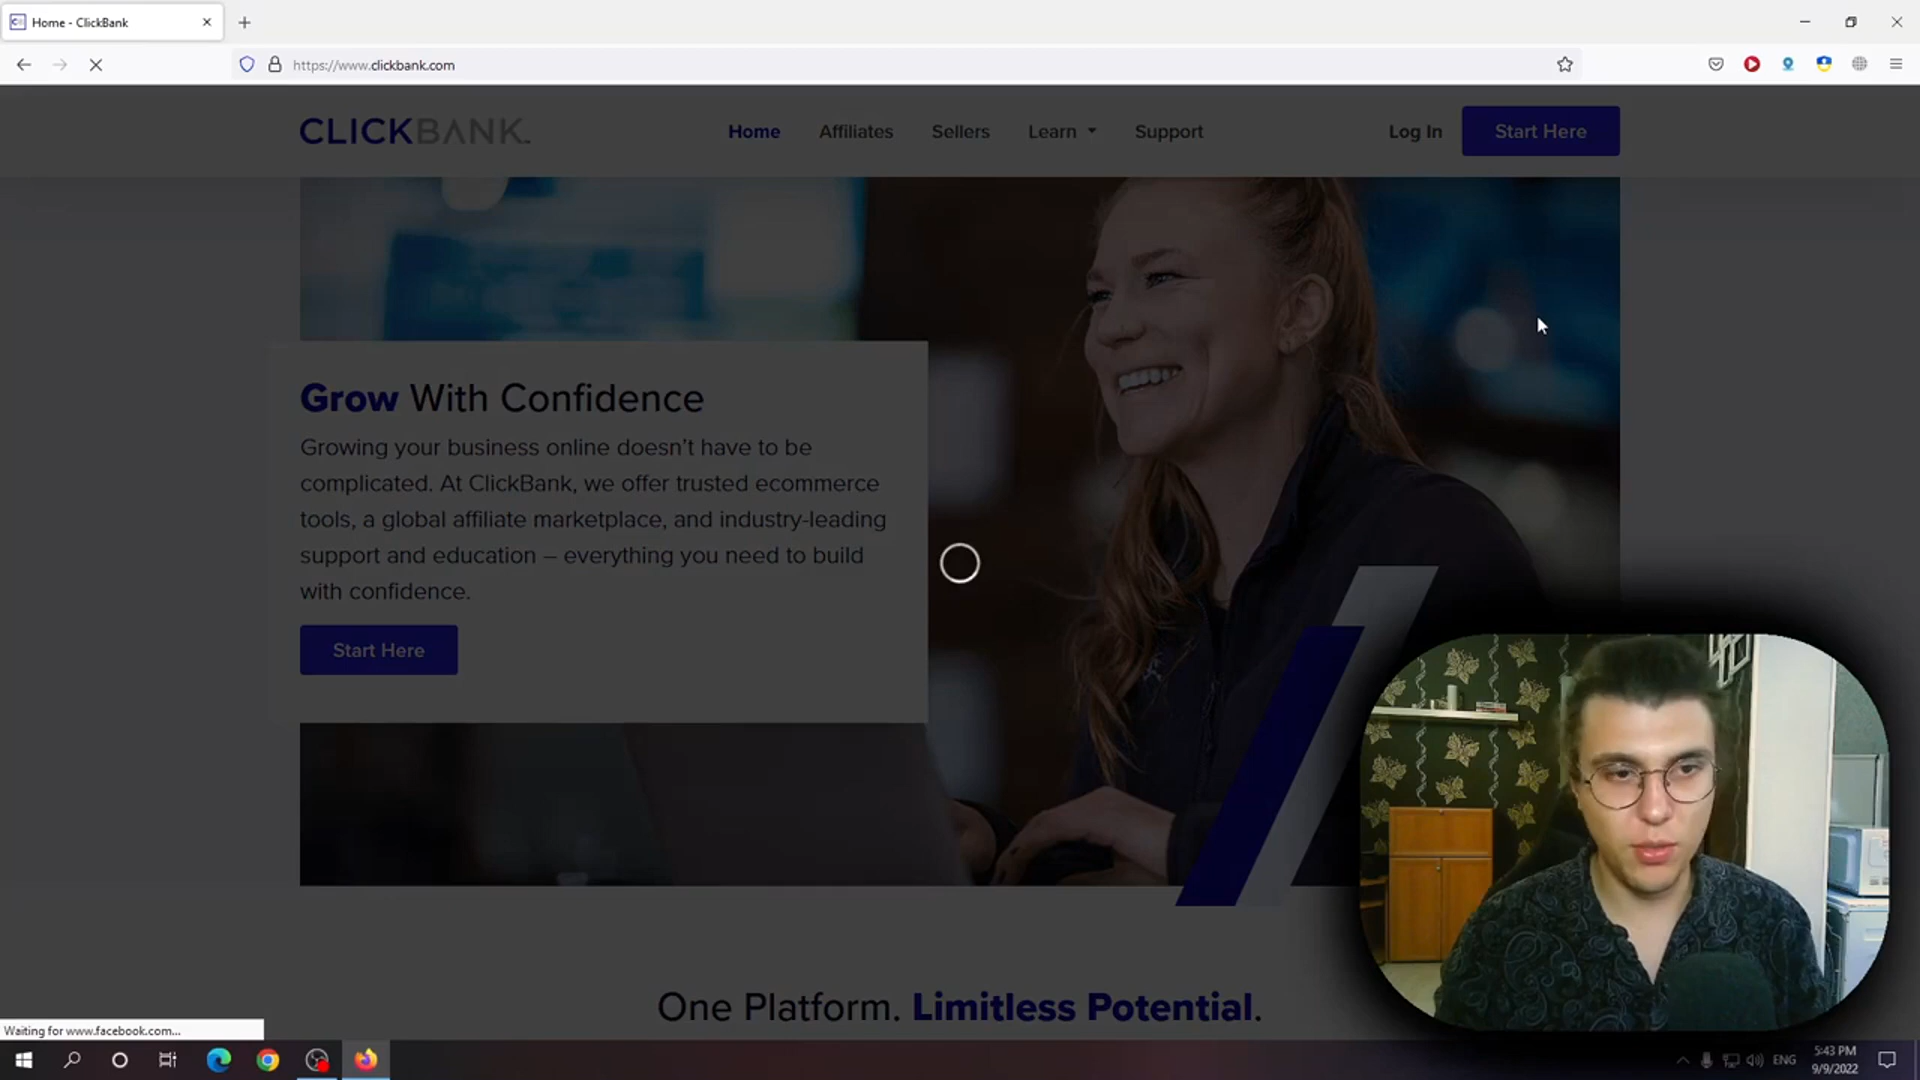 Home - ClickBank
https://www.clickbank.com
CLICKBANK.
Home
Affiliates
Sellers
Learn
Support
Log In
Start Here
Grow With Confidence
Growing your business online doesn't have to be
complicated. At ClickBank, we offer trusted ecommerce
tools, a global affiliate marketplace, and industry-leading
support and education – everything you need to build
with confidence.
Start Here
One Platform. Limitless Potential.
Waiting for www.facebook.com...
ENG
5:43 PM
9/9/2022